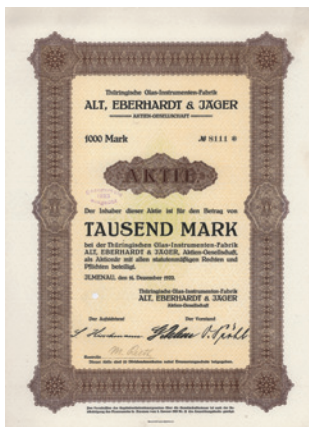 Thüringische Glas-Instrumenten-Fabrik
ALT, EBERHARDT & JÄGER
AKTIEN-GESELLSCHAFT
1000 Mark № 8111 *
AKTIE
Der Inhaber dieser Aktie ist für den Betrag von
TAUSEND MARK
bei der Thüringischen Glas-Instrumenten-Fabrik
ALT, EBERHARDT & JÄGER, Aktien-Gesellschaft,
als Aktionär mit allen statutenmäßigen Rechten und
Pflichten beteiligt.
ILMENAU, den 16. Dezember
Thüringische Glas-Instrumenten-Fabrik
ALT, EBERHARDT & JÄGER
Aktien-Gesellschaft
Der Aufsichtsrat Der Vorstand
Kontrolle